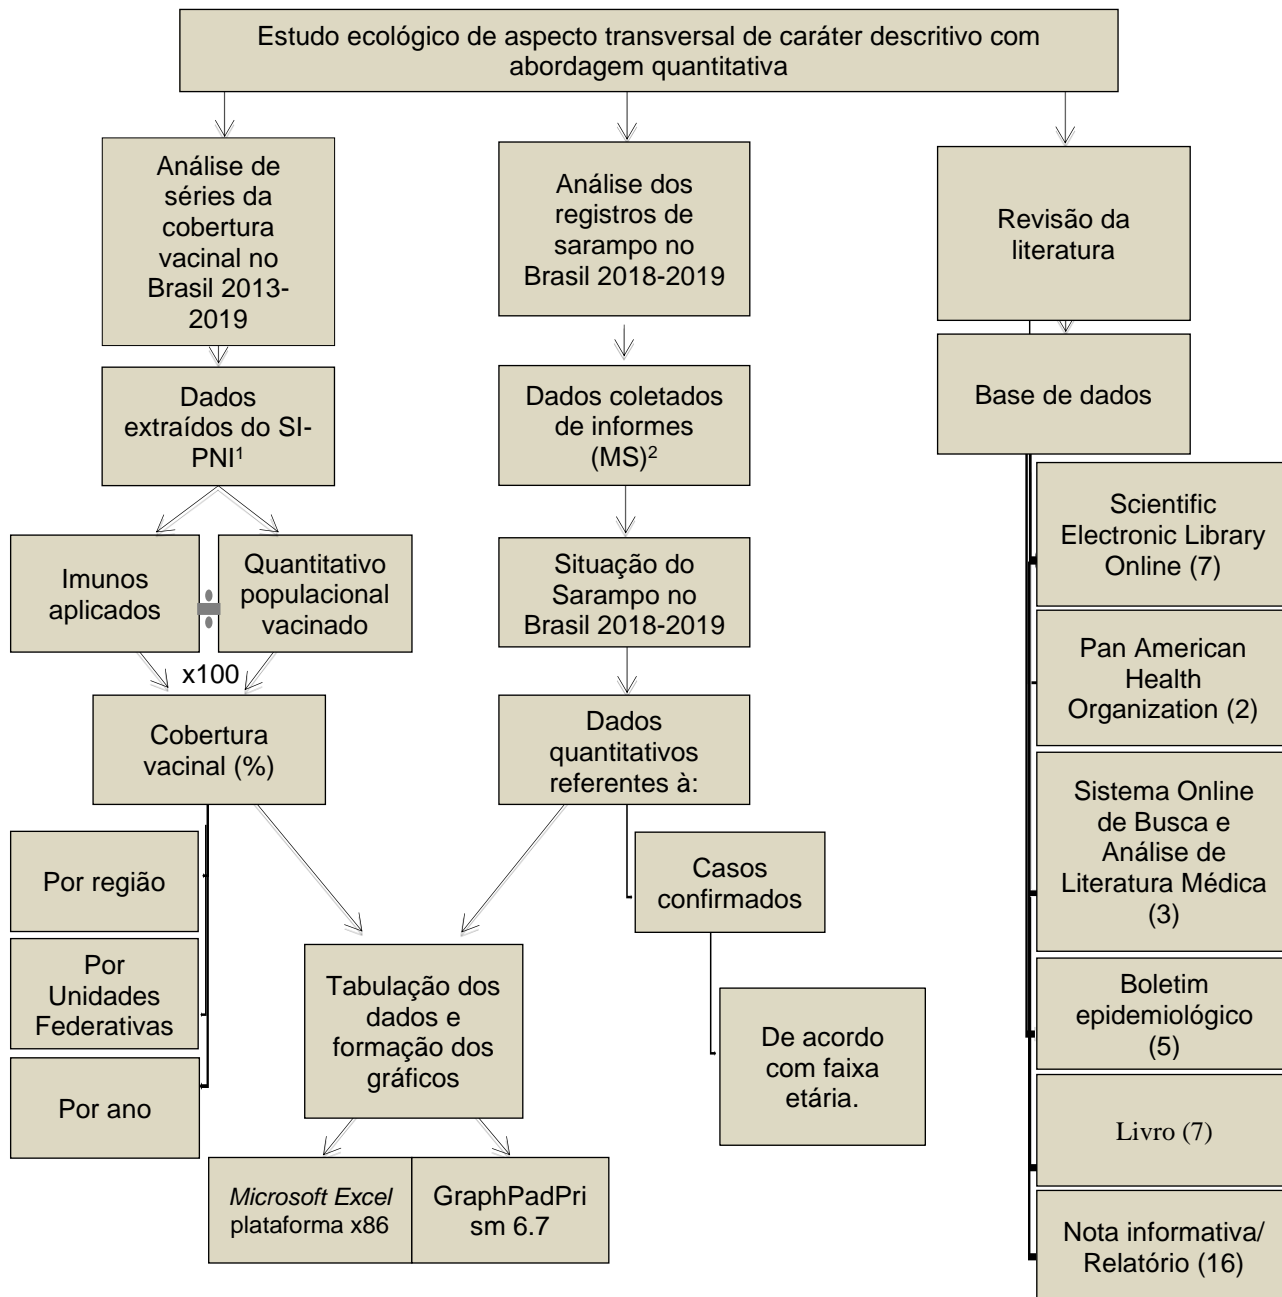 Estudo ecológico de aspecto transversal de caráter descritivo com
abordagem quantitativa
Análise de
séries da
cobertura
vacinal no
Brasil 2013-
2019
Análise dos
registros de
sarampo no
Brasil 2018-2019
Revisão da
literatura
Dados
extraídos do SI-
PNI¹
Dados coletados
de informes
(MS)²
Base de dados
Imunos
aplicados
Quantitativo
populacional
vacinado
x100
Situação do
Sarampo no
Brasil 2018-2019
Cobertura
vacinal (%)
Dados
quantitativos
referentes à:
Por região
Por
Unidades
Federativas
Por ano
Casos
confirmados
De acordo
com faixa
etária.
Tabulação dos
dados e
formação dos
gráficos
Microsoft Excel
plataforma x86
GraphPadPri
sm 6.7
Scientific
Electronic Library
Online (7)
Pan American
Health
Organization (2)
Sistema Online
de Busca e
Análise de
Literatura Médica
(3)
Boletim
epidemiológico
(5)
Livro (7)
Nota informativa/
Relatório (16)